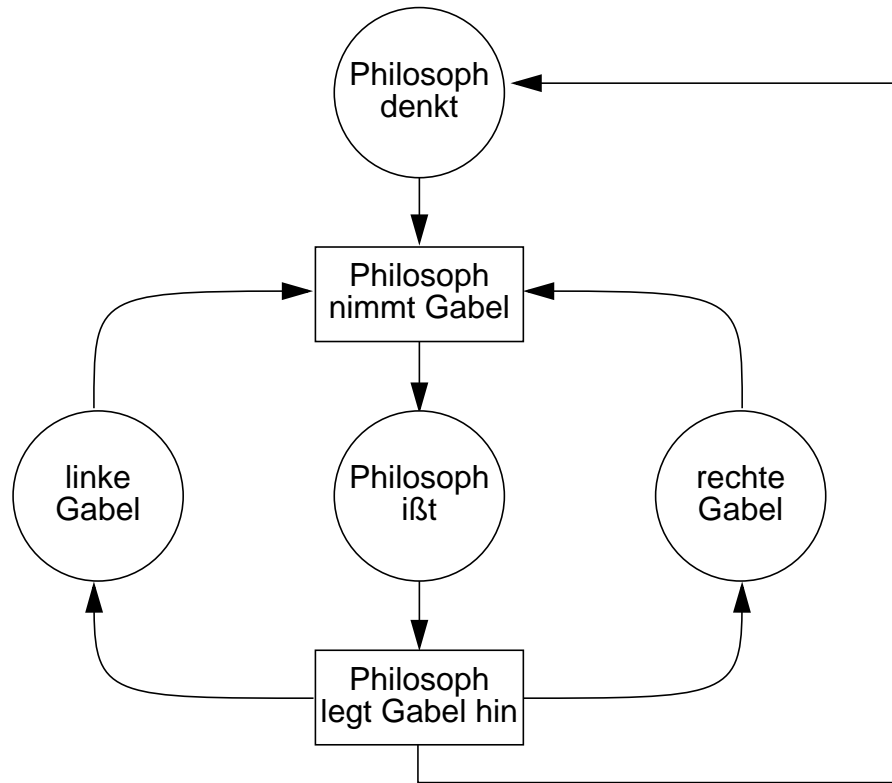 Philosoph
denkt
Philosoph
nimmt Gabel
linke
Gabel
Philosoph
ißt
rechte
Gabel
Philosoph
legt Gabel hin